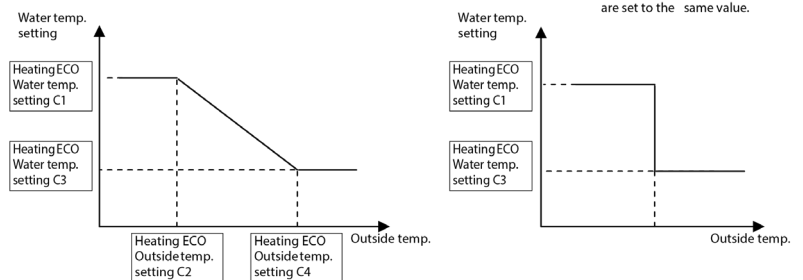 Water temp.
setting
Heating ECO
Water temp.
setting C1
Heating ECO
Water temp.
setting C3
Heating ECO
Outside temp.
setting C2
Heating ECO
Outside temp.
setting C4
Outside temp.
are set to the same value.
Water temp.
setting
Heating ECO
Water temp.
setting C1
Heating ECO
Water temp.
setting C3
Outside temp.